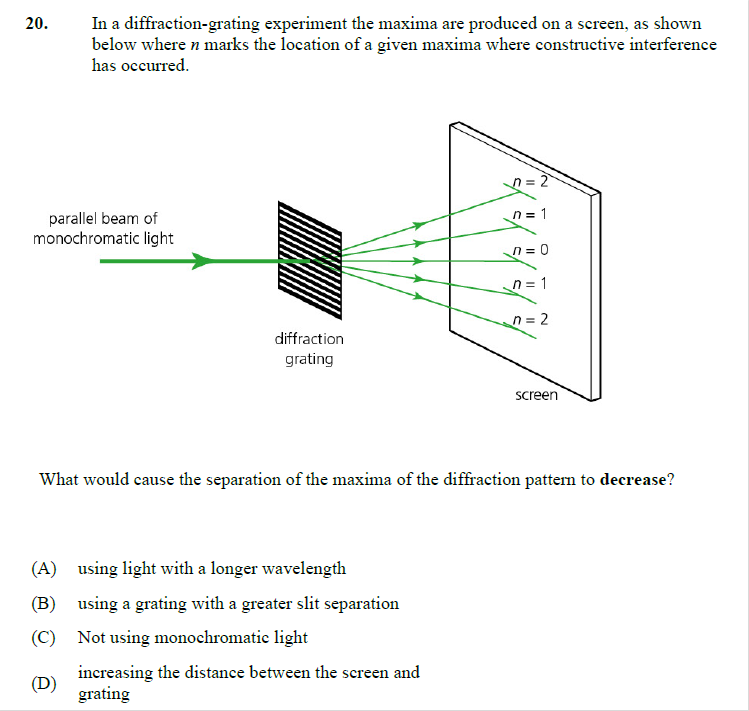 20. In a diffraction-grating experiment the maxima are produced on a screen, as shown
below where n marks the location of a given maxima where constructive interference
has occurred.
n = 2
n = 1
n = 0
n = 1
n = 2
parallel beam of
monochromatic light
diffraction
grating
screen
What would cause the separation of the maxima of the diffraction pattern to decrease?
(A) using light with a longer wavelength
(B) using a grating with a greater slit separation
(C) Not using monochromatic light
(D) increasing the distance between the screen and
grating